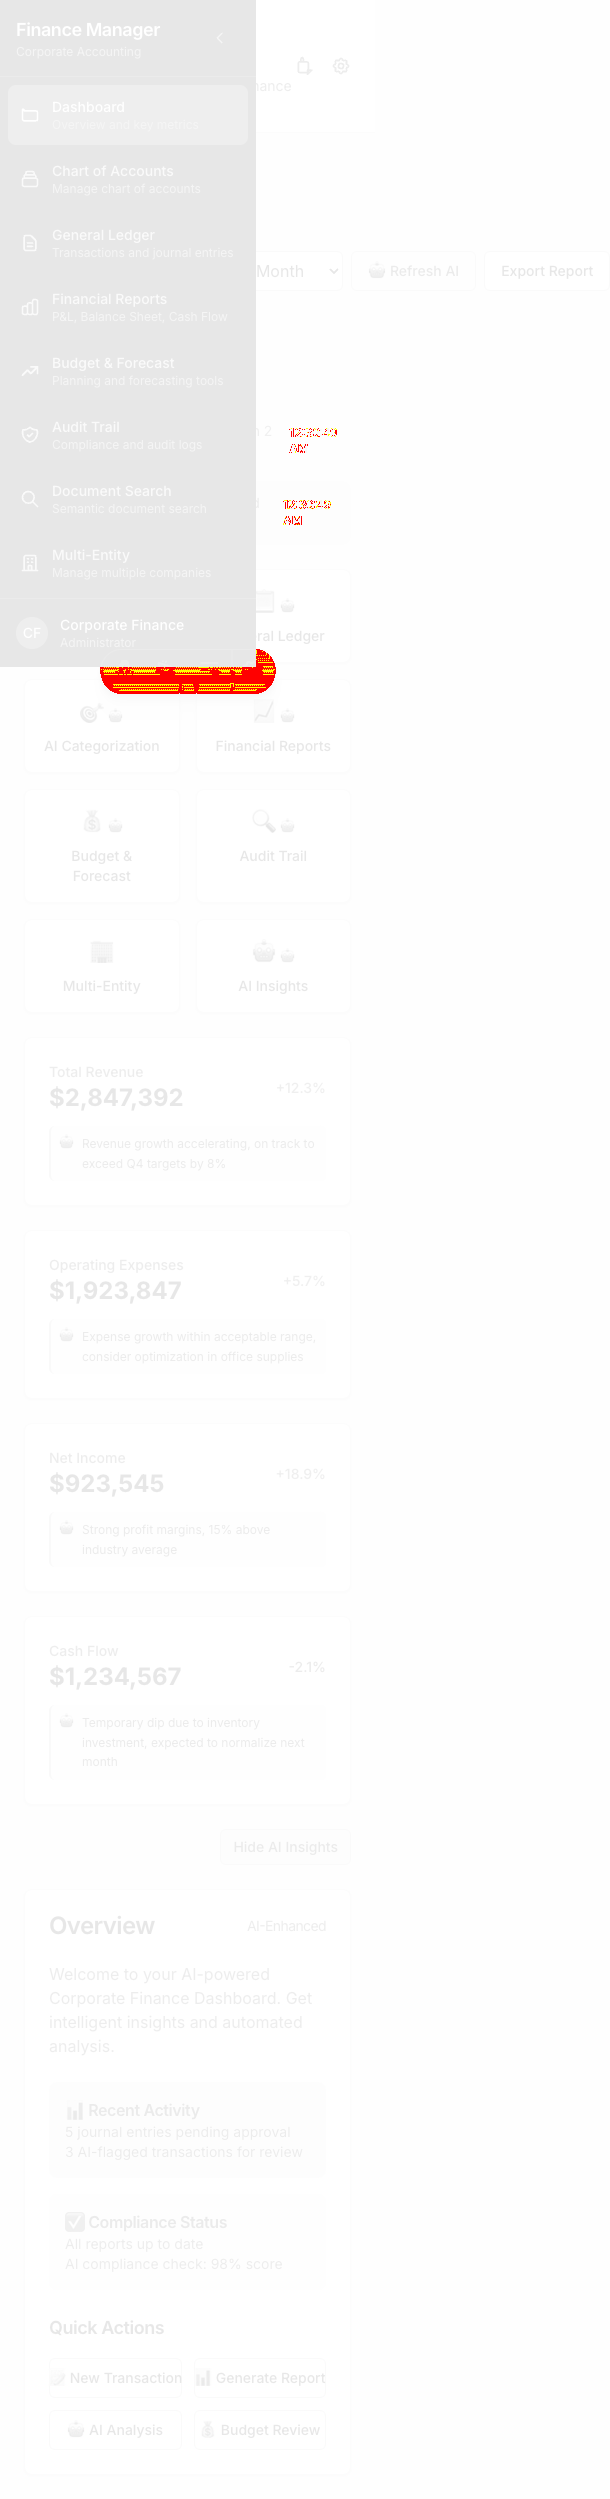 Finance Manager
Corporate Accounting
Dashboard
Overview and key metrics
Chart of Accounts
Manage chart of accounts
General Ledger
Transactions and journal entries
Financial Reports
P&L, Balance Sheet, Cash Flow
Budget & Forecast
Planning and forecasting tools
Audit Trail
Compliance and audit logs
Document Search
Semantic document search
Multi-Entity
Manage multiple companies
CF
Corporate Finance
Administrator
Month
Refresh AI
Export Report
2
AM
AM
Ledger
AI Categorization
Financial Reports
Budget &
Forecast
Audit Trail
Multi-Entity
AI Insights
Total Revenue
$2,847,392
+12.3%
Revenue growth accelerating, on track to
exceed Q4 targets by 8%
Operating Expenses
$1,923,847
+5.7%
Expense growth within acceptable range,
consider optimization in office supplies
Net Income
$923,545
+18.9%
Strong profit margins, 15% above
industry average
Cash Flow
$1,234,567
-2.1%
Temporary dip due to inventory
investment, expected to normalize next
month
Hide AI Insights
Overview
AI-Enhanced
Welcome to your AI-powered
Corporate Finance Dashboard. Get
intelligent insights and automated
analysis.
Recent Activity
5 journal entries pending approval
3 AI-flagged transactions for review
Compliance Status
All reports up to date
AI compliance check: 98% score
Quick Actions
New Transaction
Generate Report
AI Analysis
Budget Review